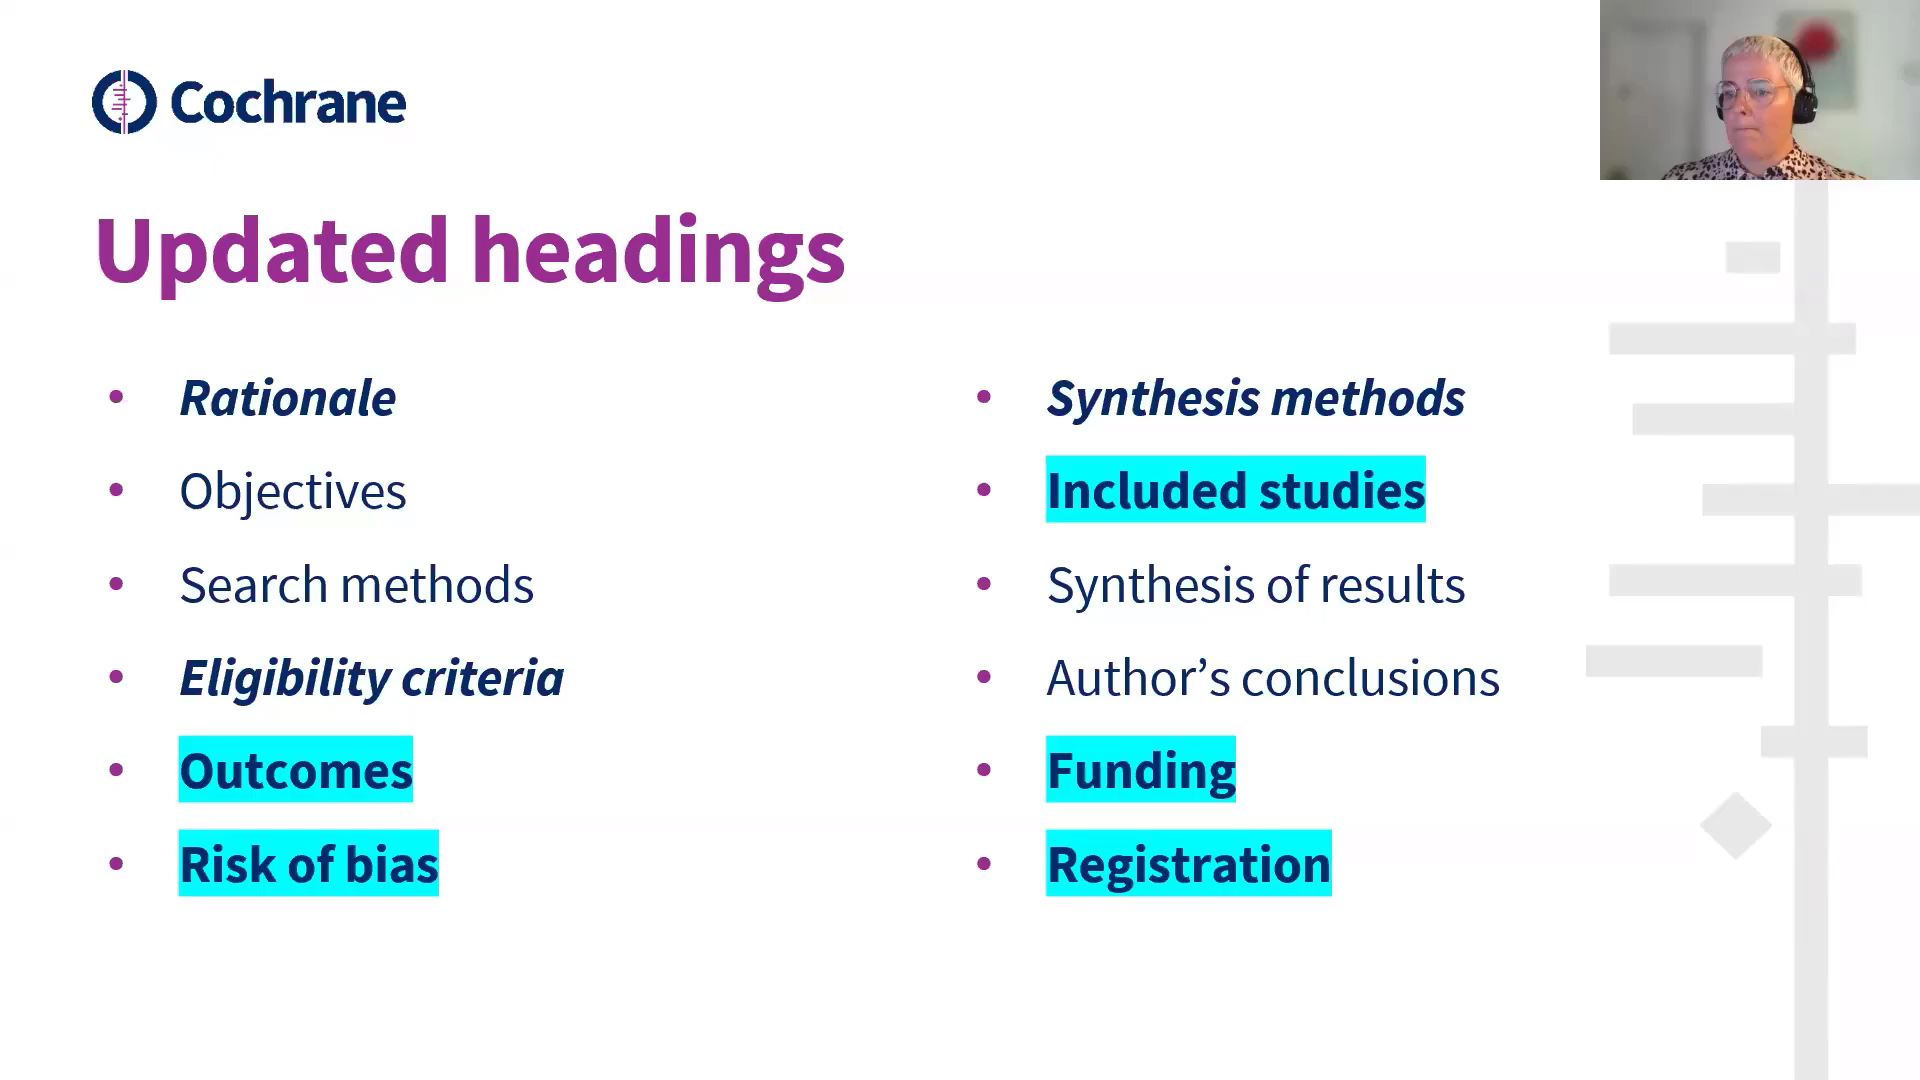 Cochrane
Updated headings
• Rationale
• Objectives
• Search methods
• Eligibility criteria
• Outcomes
• Risk of bias
• Synthesis methods
• Included studies
• Synthesis of results
• Author’s conclusions
• Funding
• Registration